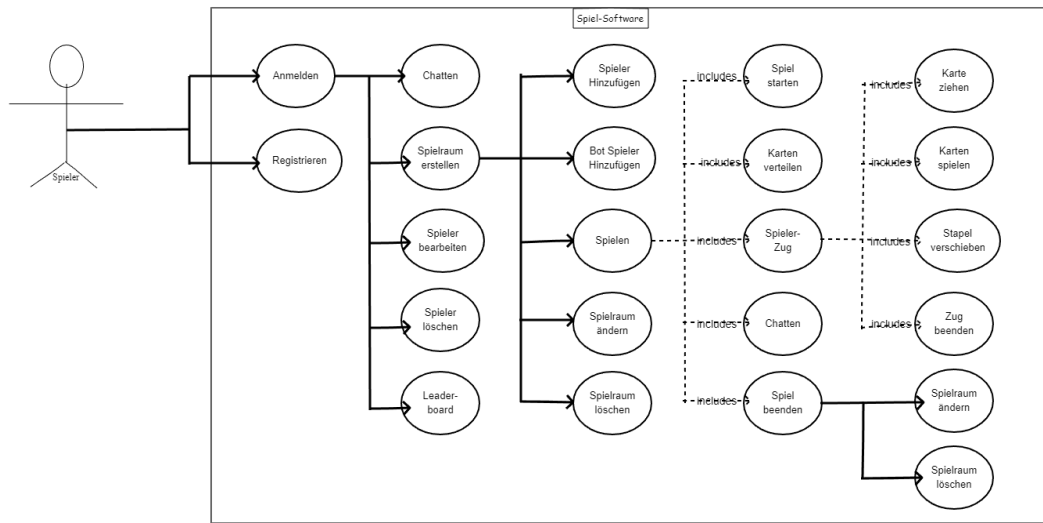 Spiel-Software
Spieler
Anmelden
Registrieren
Chatten
Spielraum
erstellen
Spieler
bearbeiten
Spieler
löschen
Leader-
board
Spieler
Hinzufügen
Bot Spieler
Hinzufügen
Spielen
Spielraum
ändern
Spielraum
löschen
includes
includes
includes
includes
includes
Spiel
starten
Karten
verteilen
Spieler-
Zug
Chatten
Spiel
beenden
includes
includes
includes
includes
Karte
ziehen
Karten
spielen
Stapel
verschieben
Zug
beenden
Spielraum
ändern
Spielraum
löschen